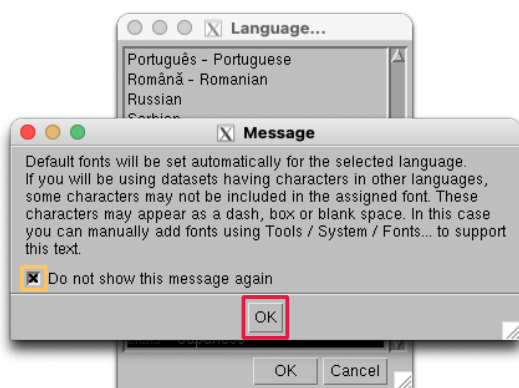 Language...
Português - Portuguese
Română - Romanian
Russian
Serbian
Message
Default fonts will be set automatically for the selected language.
If you will be using datasets having characters in other languages,
some characters may not be included in the assigned font. These
characters may appear as a dash, box or blank space. In this case
you can manually add fonts using Tools / System / Fonts... to support
this text.
Do not show this message again
OK
Japanese
OK Cancel